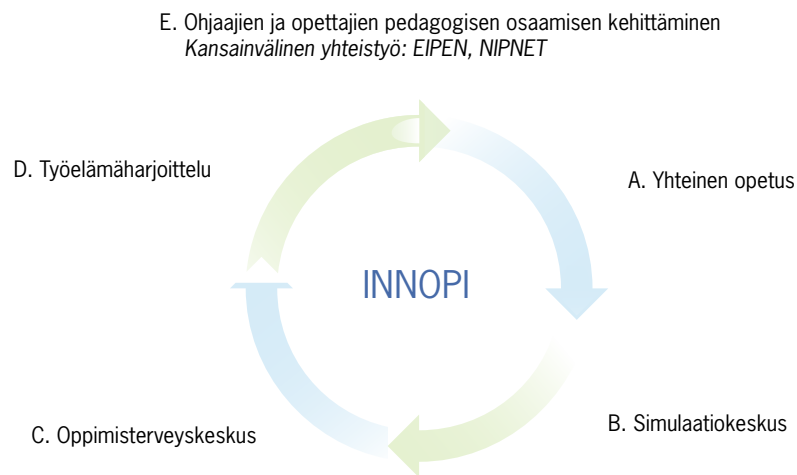 E. Ohjaajien ja opettajien pedagogisen osaamisen kehittäminen
Kansainvälinen yhteistyö: EIPEN, NIPNET
D. Työelämäharjoittelu
A. Yhteinen opetus
INNOPI
C. Oppimisterveyskeskus
B. Simulaatiokeskus